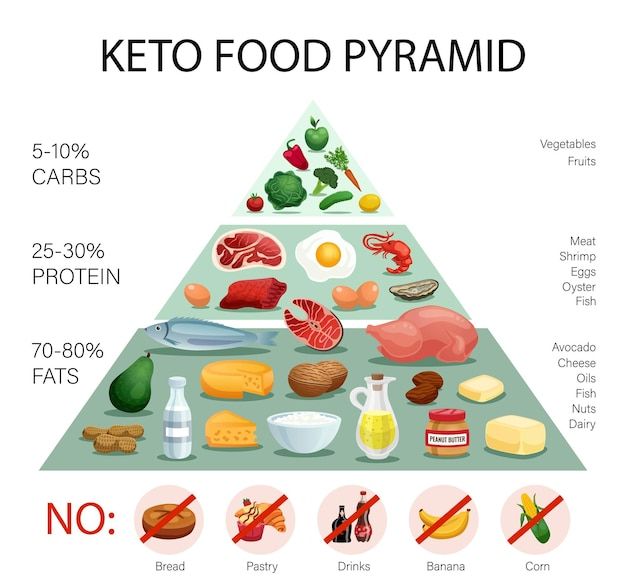 KETO FOOD PYRAMID
5-10%
CARBS
Vegetables
Fruits
25-30%
PROTEIN
Meat
Shrimp
Eggs
Oyster
Fish
70-80%
FATS
Avocado
Cheese
Oils
Fish
Nuts
Dairy
PEANUT BUTTER
NO:
Bread
Pastry
Drinks
Banana
Corn